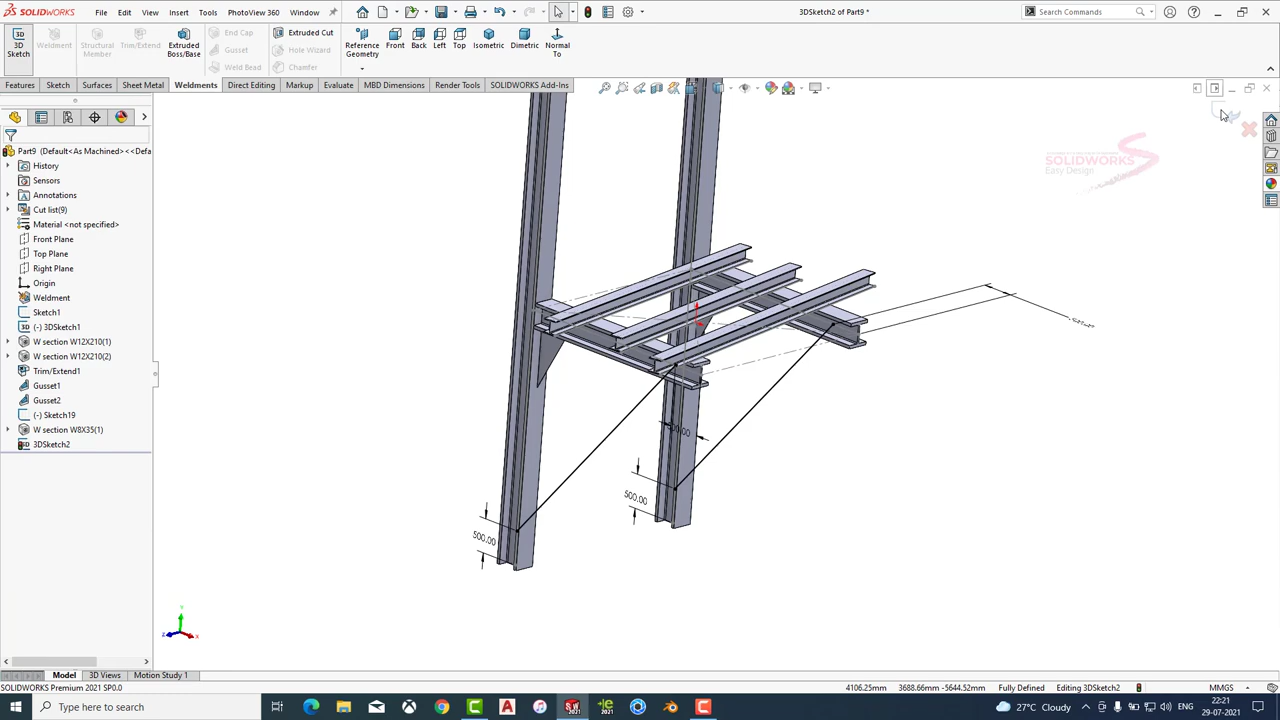 SOLIDWORKS
File
Edit
View
Insert
Tools
PhotoView 360
Window
3DSketch2 of Part9 *
Search Commands
3D
Sketch
Weldment
Structural
Member
Trim/Extend
Extruded
Boss/Base
End Cap
Gusset
Weld Bead
Extruded Cut
Hole Wizard
Chamfer
Reference
Geometry
Front
Back
Left
Top
Isometric
Dimetric
Normal
To
Features
Sketch
Surfaces
Sheet Metal
Weldments
Direct Editing
Markup
Evaluate
MBD Dimensions
Render Tools
SOLIDWORKS Add-Ins
Part9 (Default<As Machined><<Defa
History
Sensors
Annotations
Cut list(9)
Material <not specified>
Front Plane
Top Plane
Right Plane
Origin
Weldment
Sketch1
(-) 3DSketch1
W section W12X210(1)
W section W12X210(2)
Trim/Extend1
Gusset1
Gusset2
(-) Sketch19
W section W8X35(1)
3DSketch2
SOLIDWORKS
Easy Design
500.00
500.00
Y
Z
X
Model
3D Views
Motion Study 1
SOLIDWORKS Premium 2021 SP0.0
4106.25mm
3688.66mm -5644.52mm
Fully Defined
Editing 3DSketch2
MMGS
Type here to search
27°C Cloudy
ENG
22:21
29-07-2021